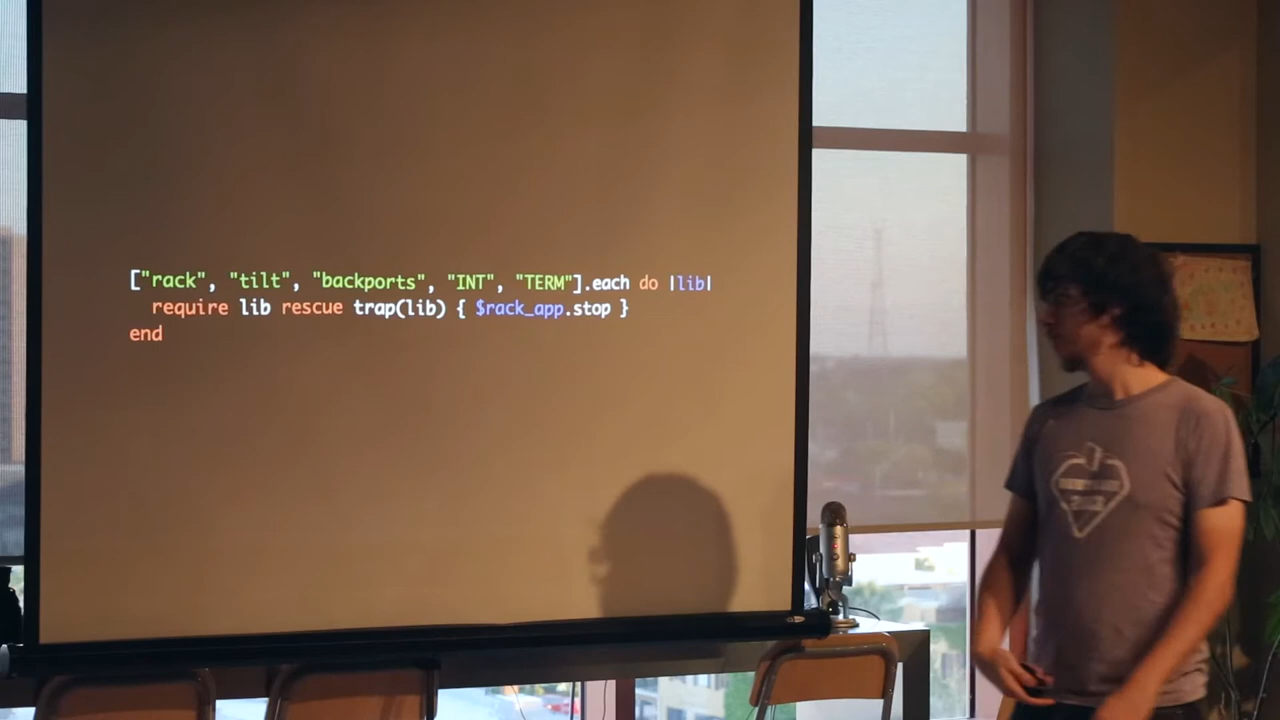 ["rack", "tilt", "backports", "INT", "TERM"].each do |lib|
require lib rescue trap(lib) { $rack_app.stop }
end